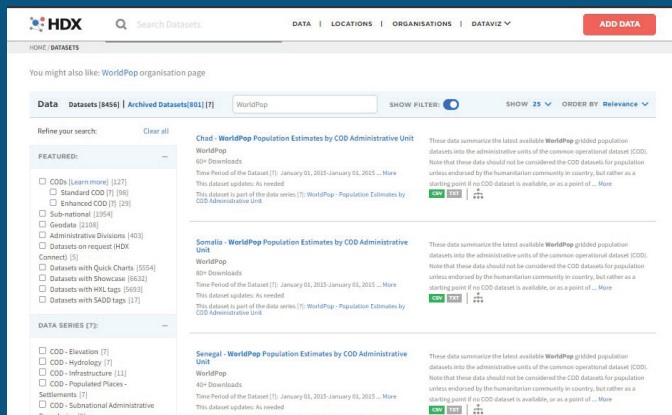 HDX
Search Datasets
DATA | LOCATIONS | ORGANISATIONS | DATAVIZ
ADD DATA
HOME / DATASETS
You might also like: WorldPop organisation page
Data Datasets [8456] | Archived Datasets[801] [?]
WorldPop
SHOW FILTER:
SHOW 25 ORDER BY Relevance
Refine your search: Clear all
FEATURED: –
CODs [Learn more] [127]
Standard COD [?] [98]
Enhanced COD [?] [29]
Sub-national [1954]
Geodata [2108]
Administrative Divisions [403]
Datasets on request (HDX
Connect) [5]
Datasets with Quick Charts [5554]
Datasets with Showcase [6632]
Datasets with HXL tags [5693]
Datasets with SADD tags [17]
DATA SERIES [?]: –
COD - Elevation [7]
COD - Hydrology [7]
COD - Infrastructure [11]
COD - Populated Places -
Settlements [7]
COD - Subnational Administrative
Chad - WorldPop Population Estimates by COD Administrative Unit
WorldPop
60+ Downloads
Time Period of the Dataset [?]: January 01, 2015-January 01, 2015 ... More
This dataset updates: As needed
This dataset is part of the data series [?]: WorldPop - Population Estimates by
COD Administrative Unit
These data summarize the latest available WorldPop gridded population
datasets into the administrative units of the common operational dataset (COD).
Note that these data should not be considered the COD datasets for population
unless endorsed by the humanitarian community in country, but rather as a
starting point if no COD dataset is available, or as a point of ... More
CSV TXT
Somalia - WorldPop Population Estimates by COD Administrative
Unit
WorldPop
80+ Downloads
Time Period of the Dataset [?]: January 01, 2015-January 01, 2015 ... More
This dataset updates: As needed
This dataset is part of the data series [?]: WorldPop - Population Estimates by
COD Administrative Unit
These data summarize the latest available WorldPop gridded population
datasets into the administrative units of the common operational dataset (COD).
Note that these data should not be considered the COD datasets for population
unless endorsed by the humanitarian community in country, but rather as a
starting point if no COD dataset is available, or as a point of ... More
CSV TXT
Senegal - WorldPop Population Estimates by COD Administrative
Unit
WorldPop
40+ Downloads
Time Period of the Dataset [?]: January 01, 2015-January 01, 2015 ... More
This dataset updates: As needed
These data summarize the latest available WorldPop gridded population
datasets into the administrative units of the common operational dataset (COD).
Note that these data should not be considered the COD datasets for population
unless endorsed by the humanitarian community in country, but rather as a
starting point if no COD dataset is available, or as a point of ... More
CSV TXT